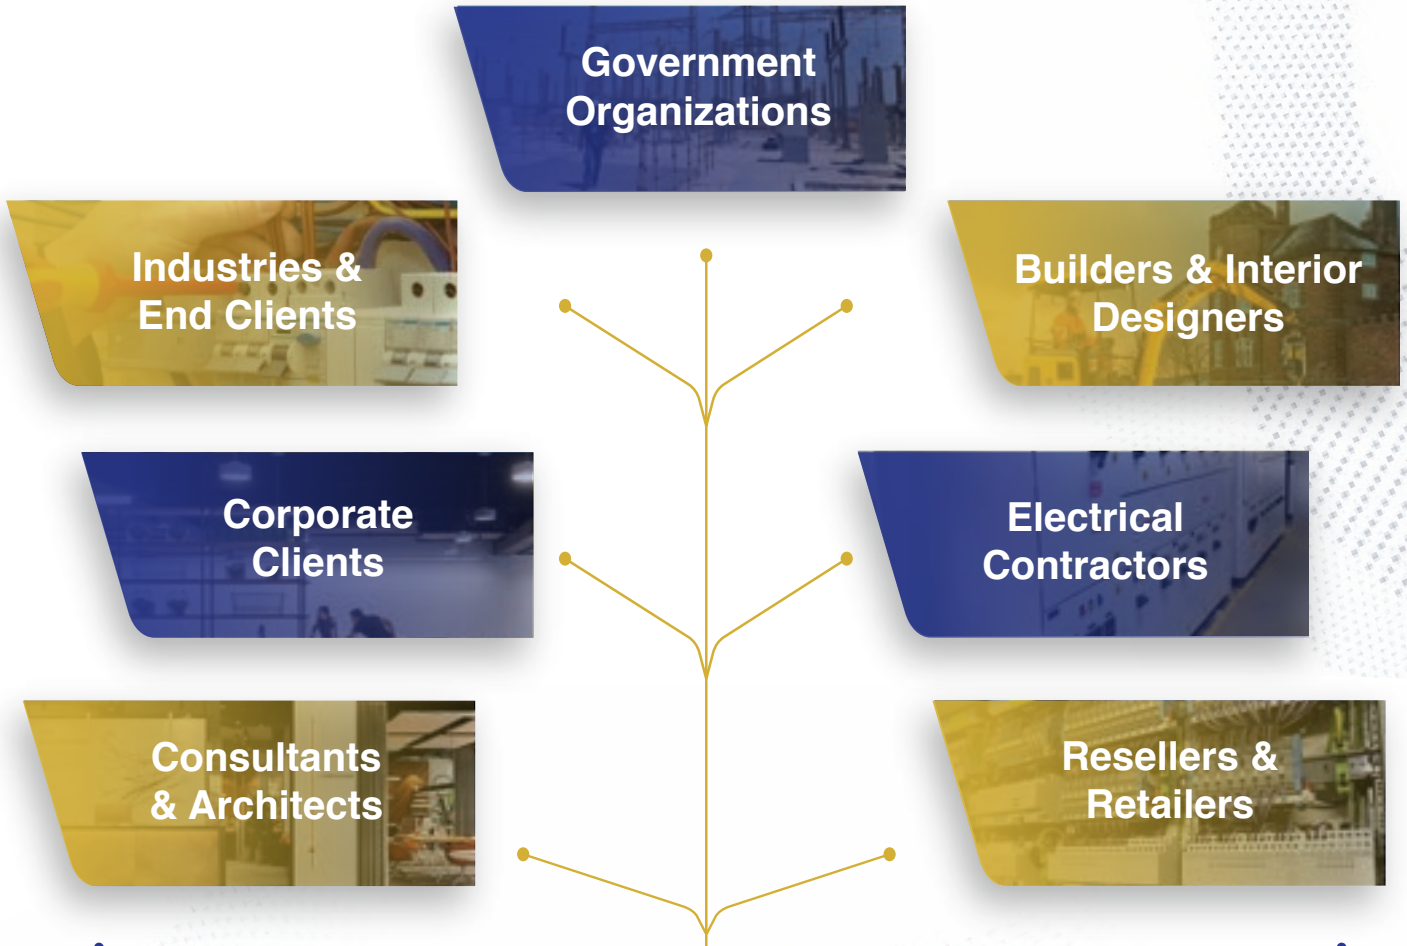 Government
Organizations
Industries &
End Clients
Builders & Interior
Designers
Corporate
Clients
Electrical
Contractors
Consultants
& Architects
Resellers &
Retailers